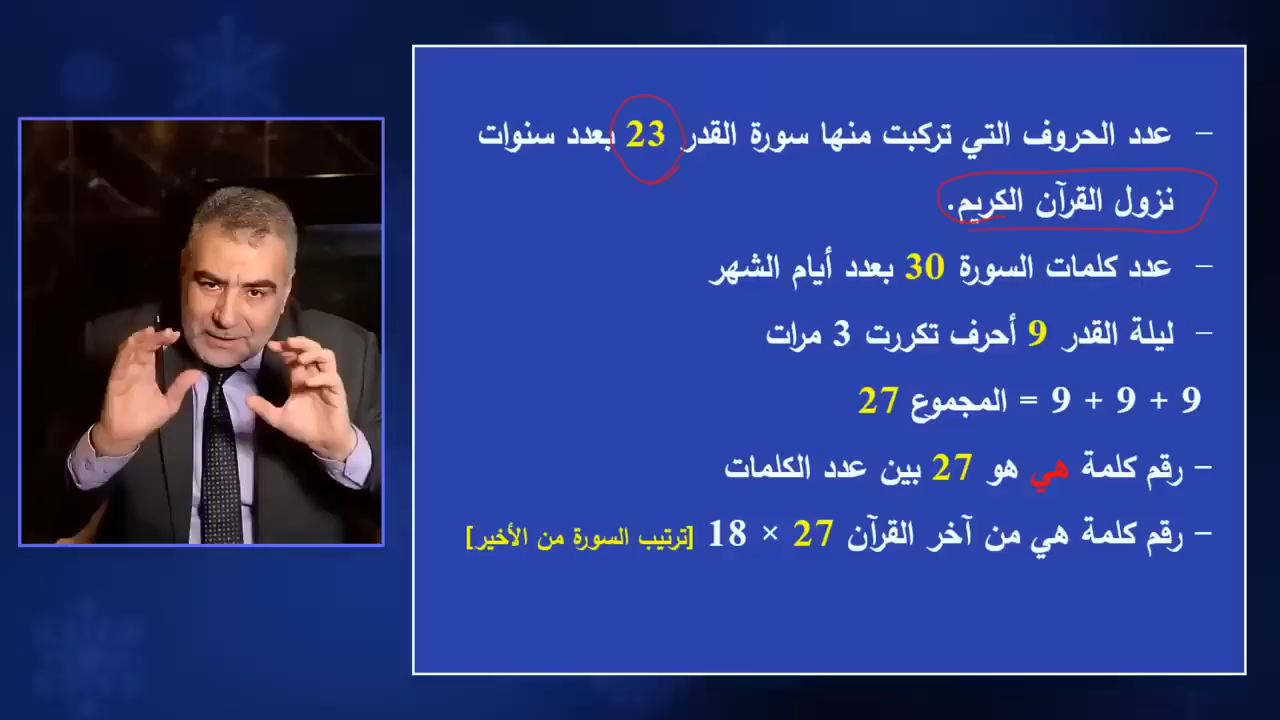 – عدد الحروف التي تركبت منها سورة القدر 23 بعدد سنوات
نزول القرآن الكريم.
– عدد كلمات السورة 30 بعدد أيام الشهر
– ليلة القدر 9 أحرف تكررت 3 مرات
9 + 9 + 9 = المجموع 27
– رقم كلمة هي هو 27 بين عدد الكلمات
– رقم كلمة هي من آخر القرآن 27 × 18 [ترتيب السورة من الأخير]